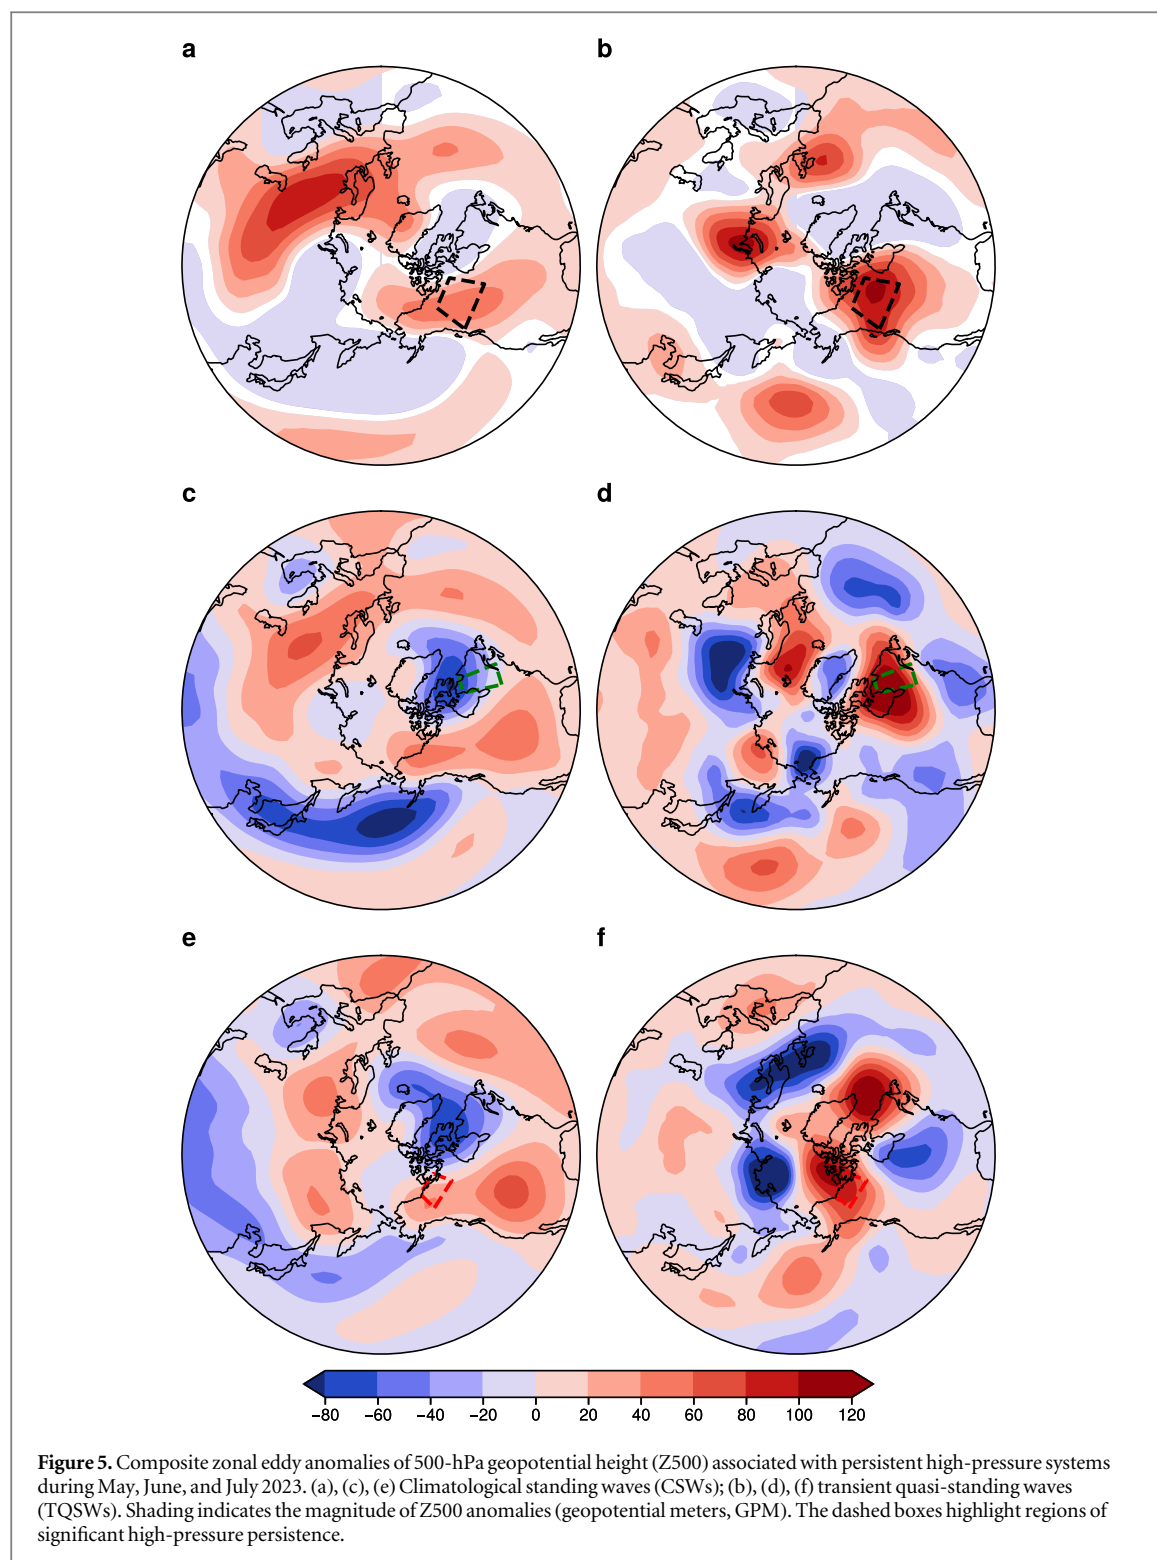 a
b
c
d
e
f
−80 −60 −40 −20 0 20 40 60 80 100 120
Figure 5. Composite zonal eddy anomalies of 500-hPa geopotential height (Z500) associated with persistent high-pressure systems
during May, June, and July 2023. (a), (c), (e) Climatological standing waves (CSWs); (b), (d), (f) transient quasi-standing waves
(TQSWs). Shading indicates the magnitude of Z500 anomalies (geopotential meters, GPM). The dashed boxes highlight regions of
significant high-pressure persistence.